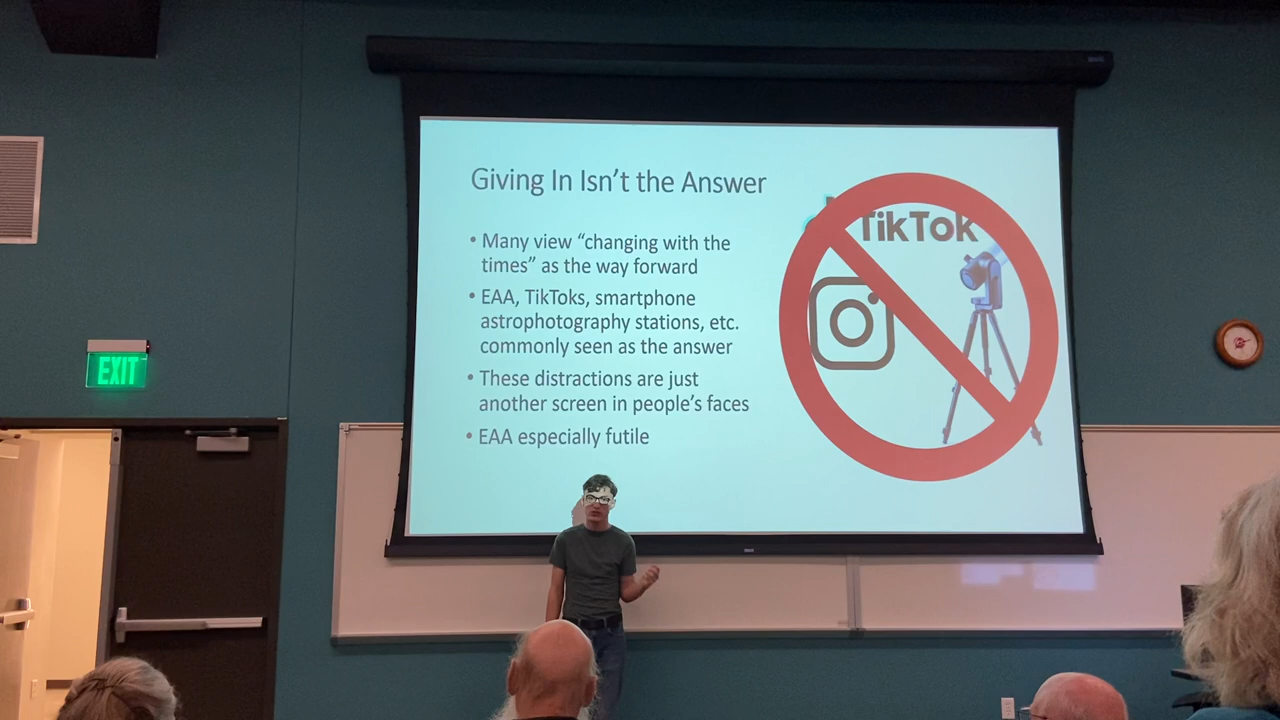 Giving In Isn't the Answer
• Many view "changing with the
times" as the way forward
• EAA, TikToks, smartphone
astrophotography stations, etc.
commonly seen as the answer
• These distractions are just
another screen in people's faces
• EAA especially futile
TikTok
EXIT